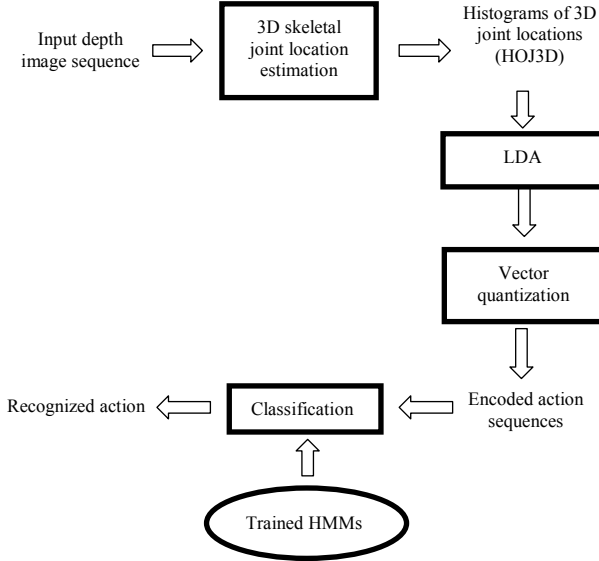 Input depth
image sequence
3D skeletal
joint location
estimation
Histograms of 3D
joint locations
(HOJ3D)
LDA
Vector
quantization
Encoded action
sequences
Classification
Recognized action
Trained HMMs